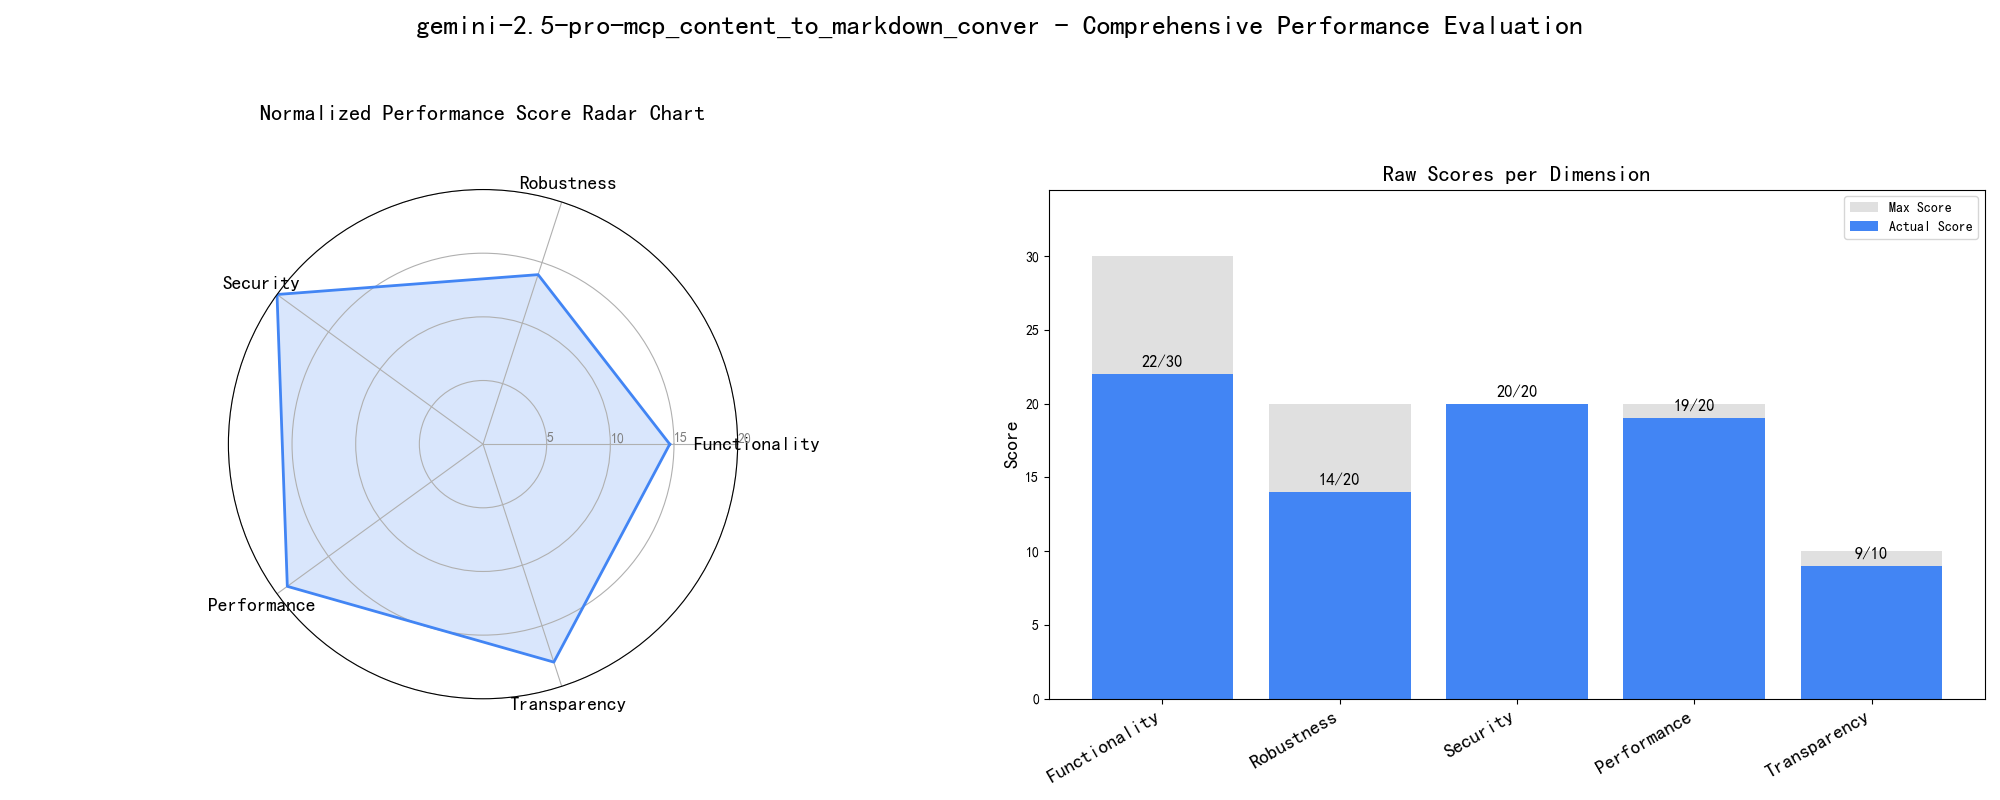 gemini-2.5-pro-mcp_content_to_markdown_conver - Comprehensive Performance Evaluation
Normalized Performance Score Radar Chart
Robustness
Security
Functionality
Performance
Transparency
5
10
15
20
Raw Scores per Dimension
Max Score
Actual Score
Score
30
25
20
15
10
5
0
22/30
14/20
20/20
19/20
9/10
Functionality
Robustness
Security
Performance
Transparency